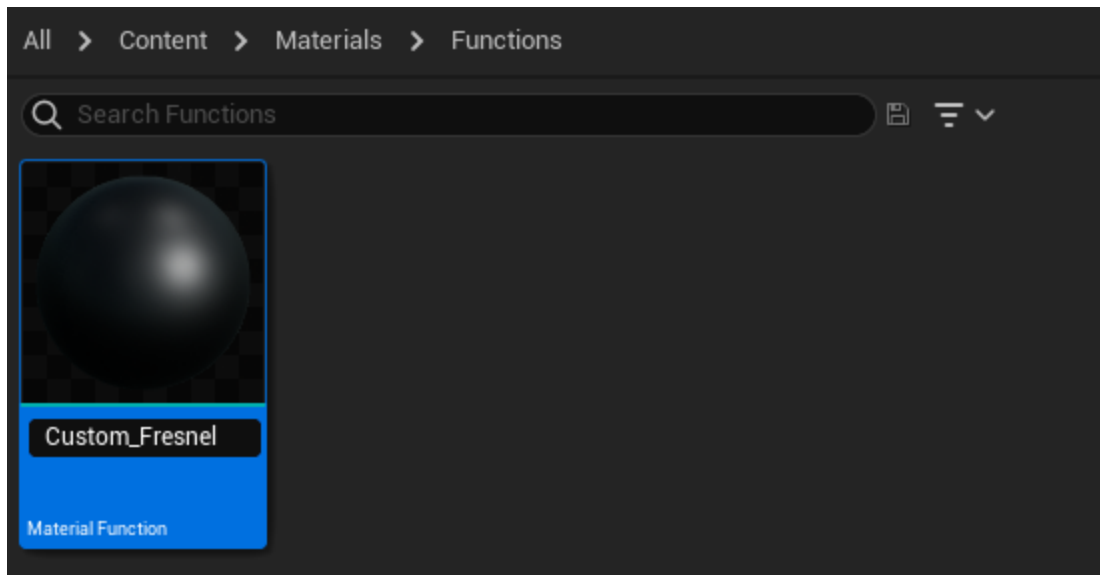 All > Content > Materials > Functions
Search Functions
Custom_Fresnel
Material Function